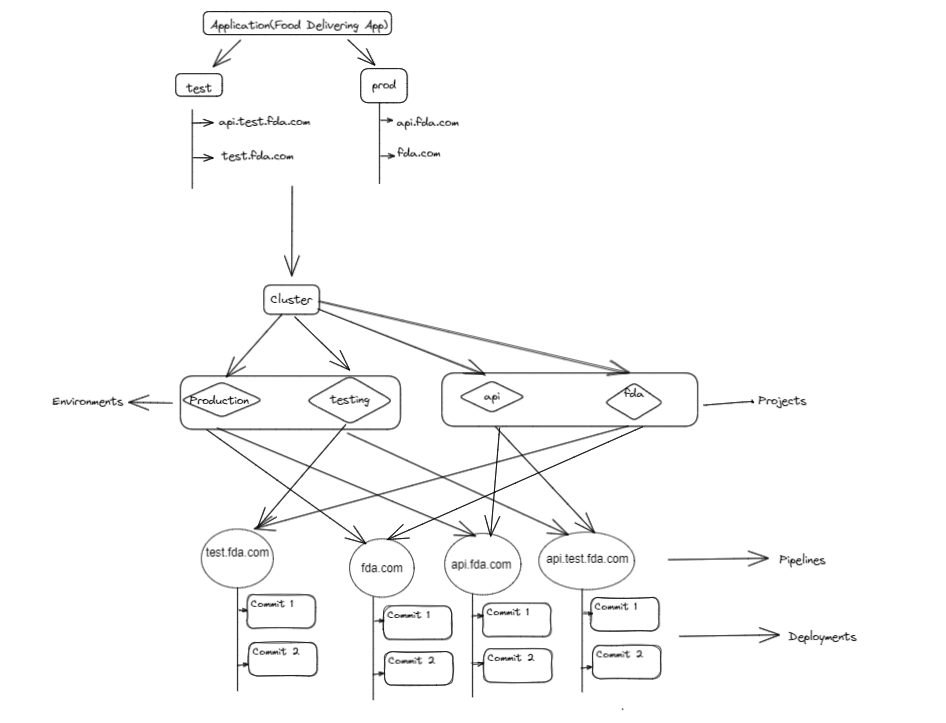 Application(Food Delivering App)
test
prod
api.test.fda.com
api.fda.com
test.fda.com
fda.com
Cluster
Environments
Production
testing
api
fda
Projects
test.fda.com
fda.com
api.fda.com
api.test.fda.com
Pipelines
Commit 1
Commit 1
Commit 1
Commit 1
Deployments
Commit 2
Commit 2
Commit 2
Commit 2